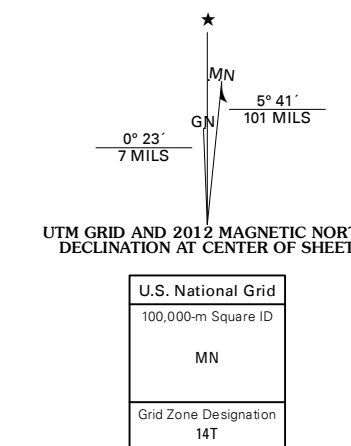 ★
MN
GN
5° 41´
101 MILS
0° 23´
7 MILS
UTM GRID AND 2012 MAGNETIC
DECLINATION AT CENTER OF SHEET
U.S. National Grid
100,000-m Square ID
MN
Grid Zone Designation
14T